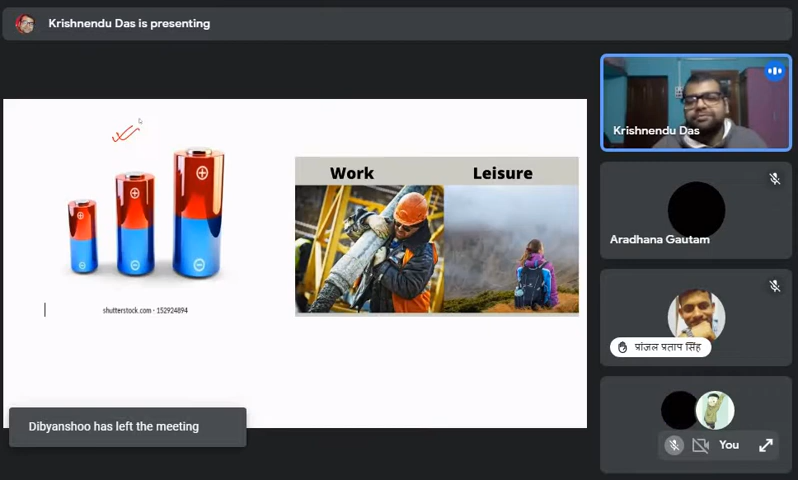 Krishnendu Das is presenting
Work Leisure
shutterstock.com · 152924894
Krishnendu Das
Aradhana Gautam
प्रांजल प्रताप सिंह
You
Dibyanshoo has left the meeting